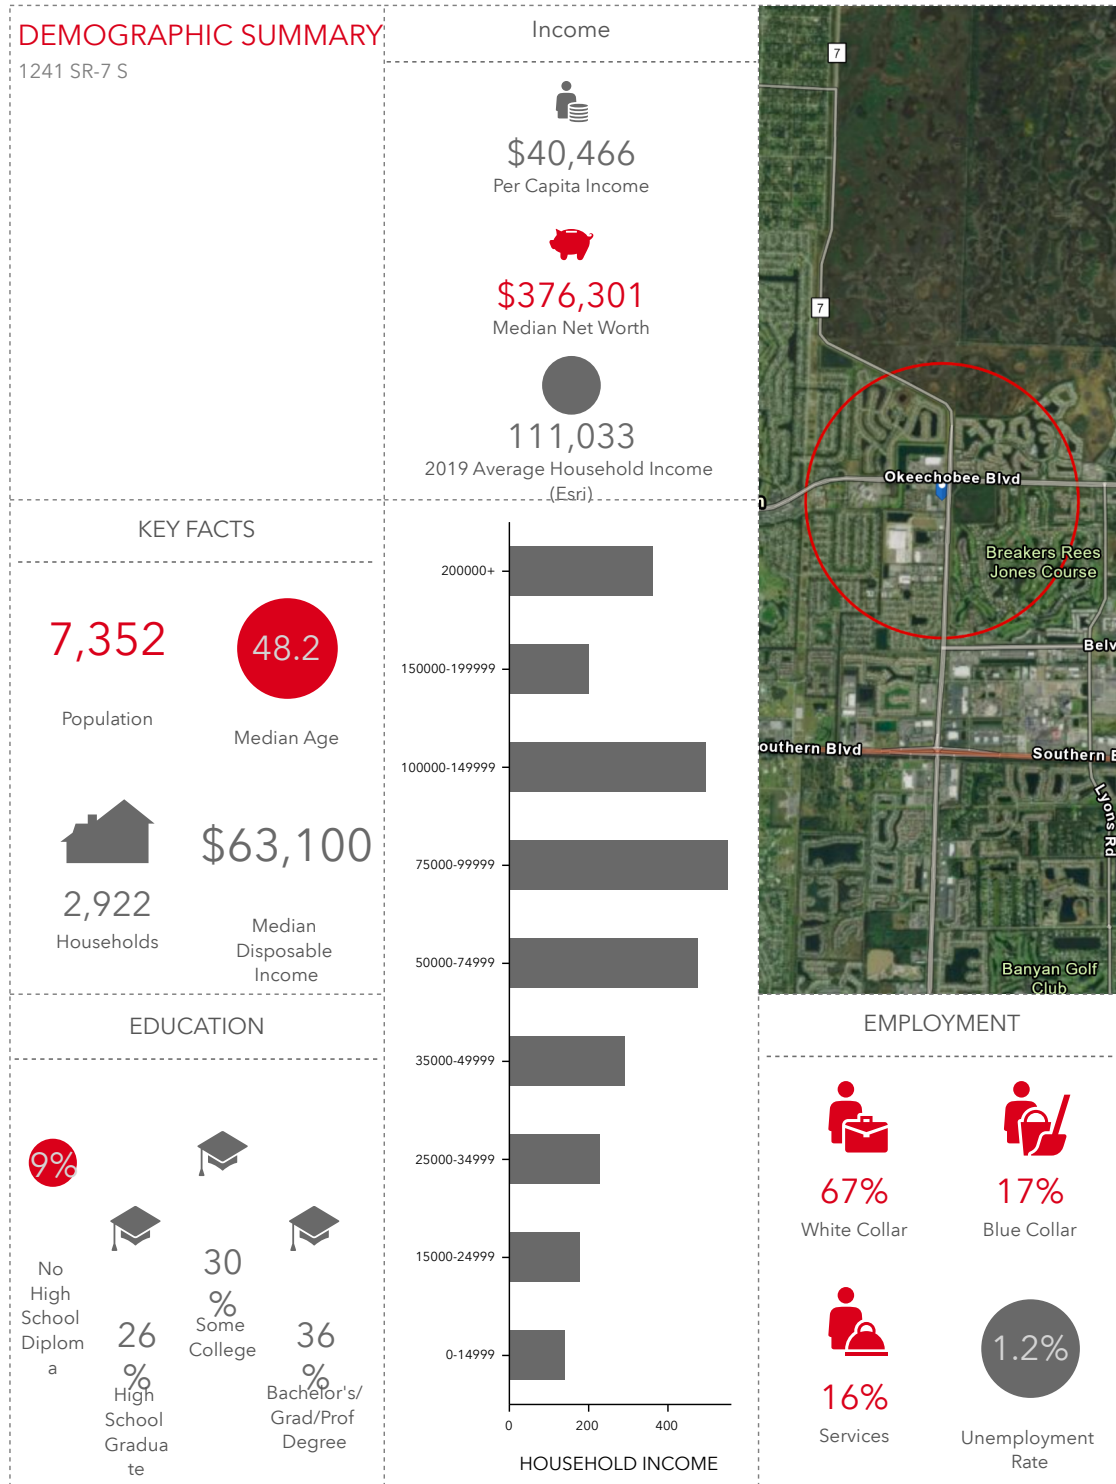 DEMOGRAPHIC SUMMARY
1241 SR-7 S
Income
$40,466
Per Capita Income
$376,301
Median Net Worth
111,033
2019 Average Household Income
(Esri)
7
7
Okeechobee Blvd
n
Breakers Rees
Jones Course
Belv
outhern Blvd
Southern B
Lyons Rd
Banyan Golf
Club
KEY FACTS
7,352
Population
48.2
Median Age
2,922
Households
$63,100
Median
Disposable
Income
200000+
150000-199999
100000-149999
75000-99999
50000-74999
35000-49999
25000-34999
15000-24999
0-14999
0
200
400
HOUSEHOLD INCOME
EDUCATION
9%
No
High
School
Diplom
a
26
%
High
School
Gradua
te
30
%
Some
College
36
%
Bachelor's/
Grad/Prof
Degree
EMPLOYMENT
67%
White Collar
17%
Blue Collar
16%
Services
1.2%
Unemployment
Rate